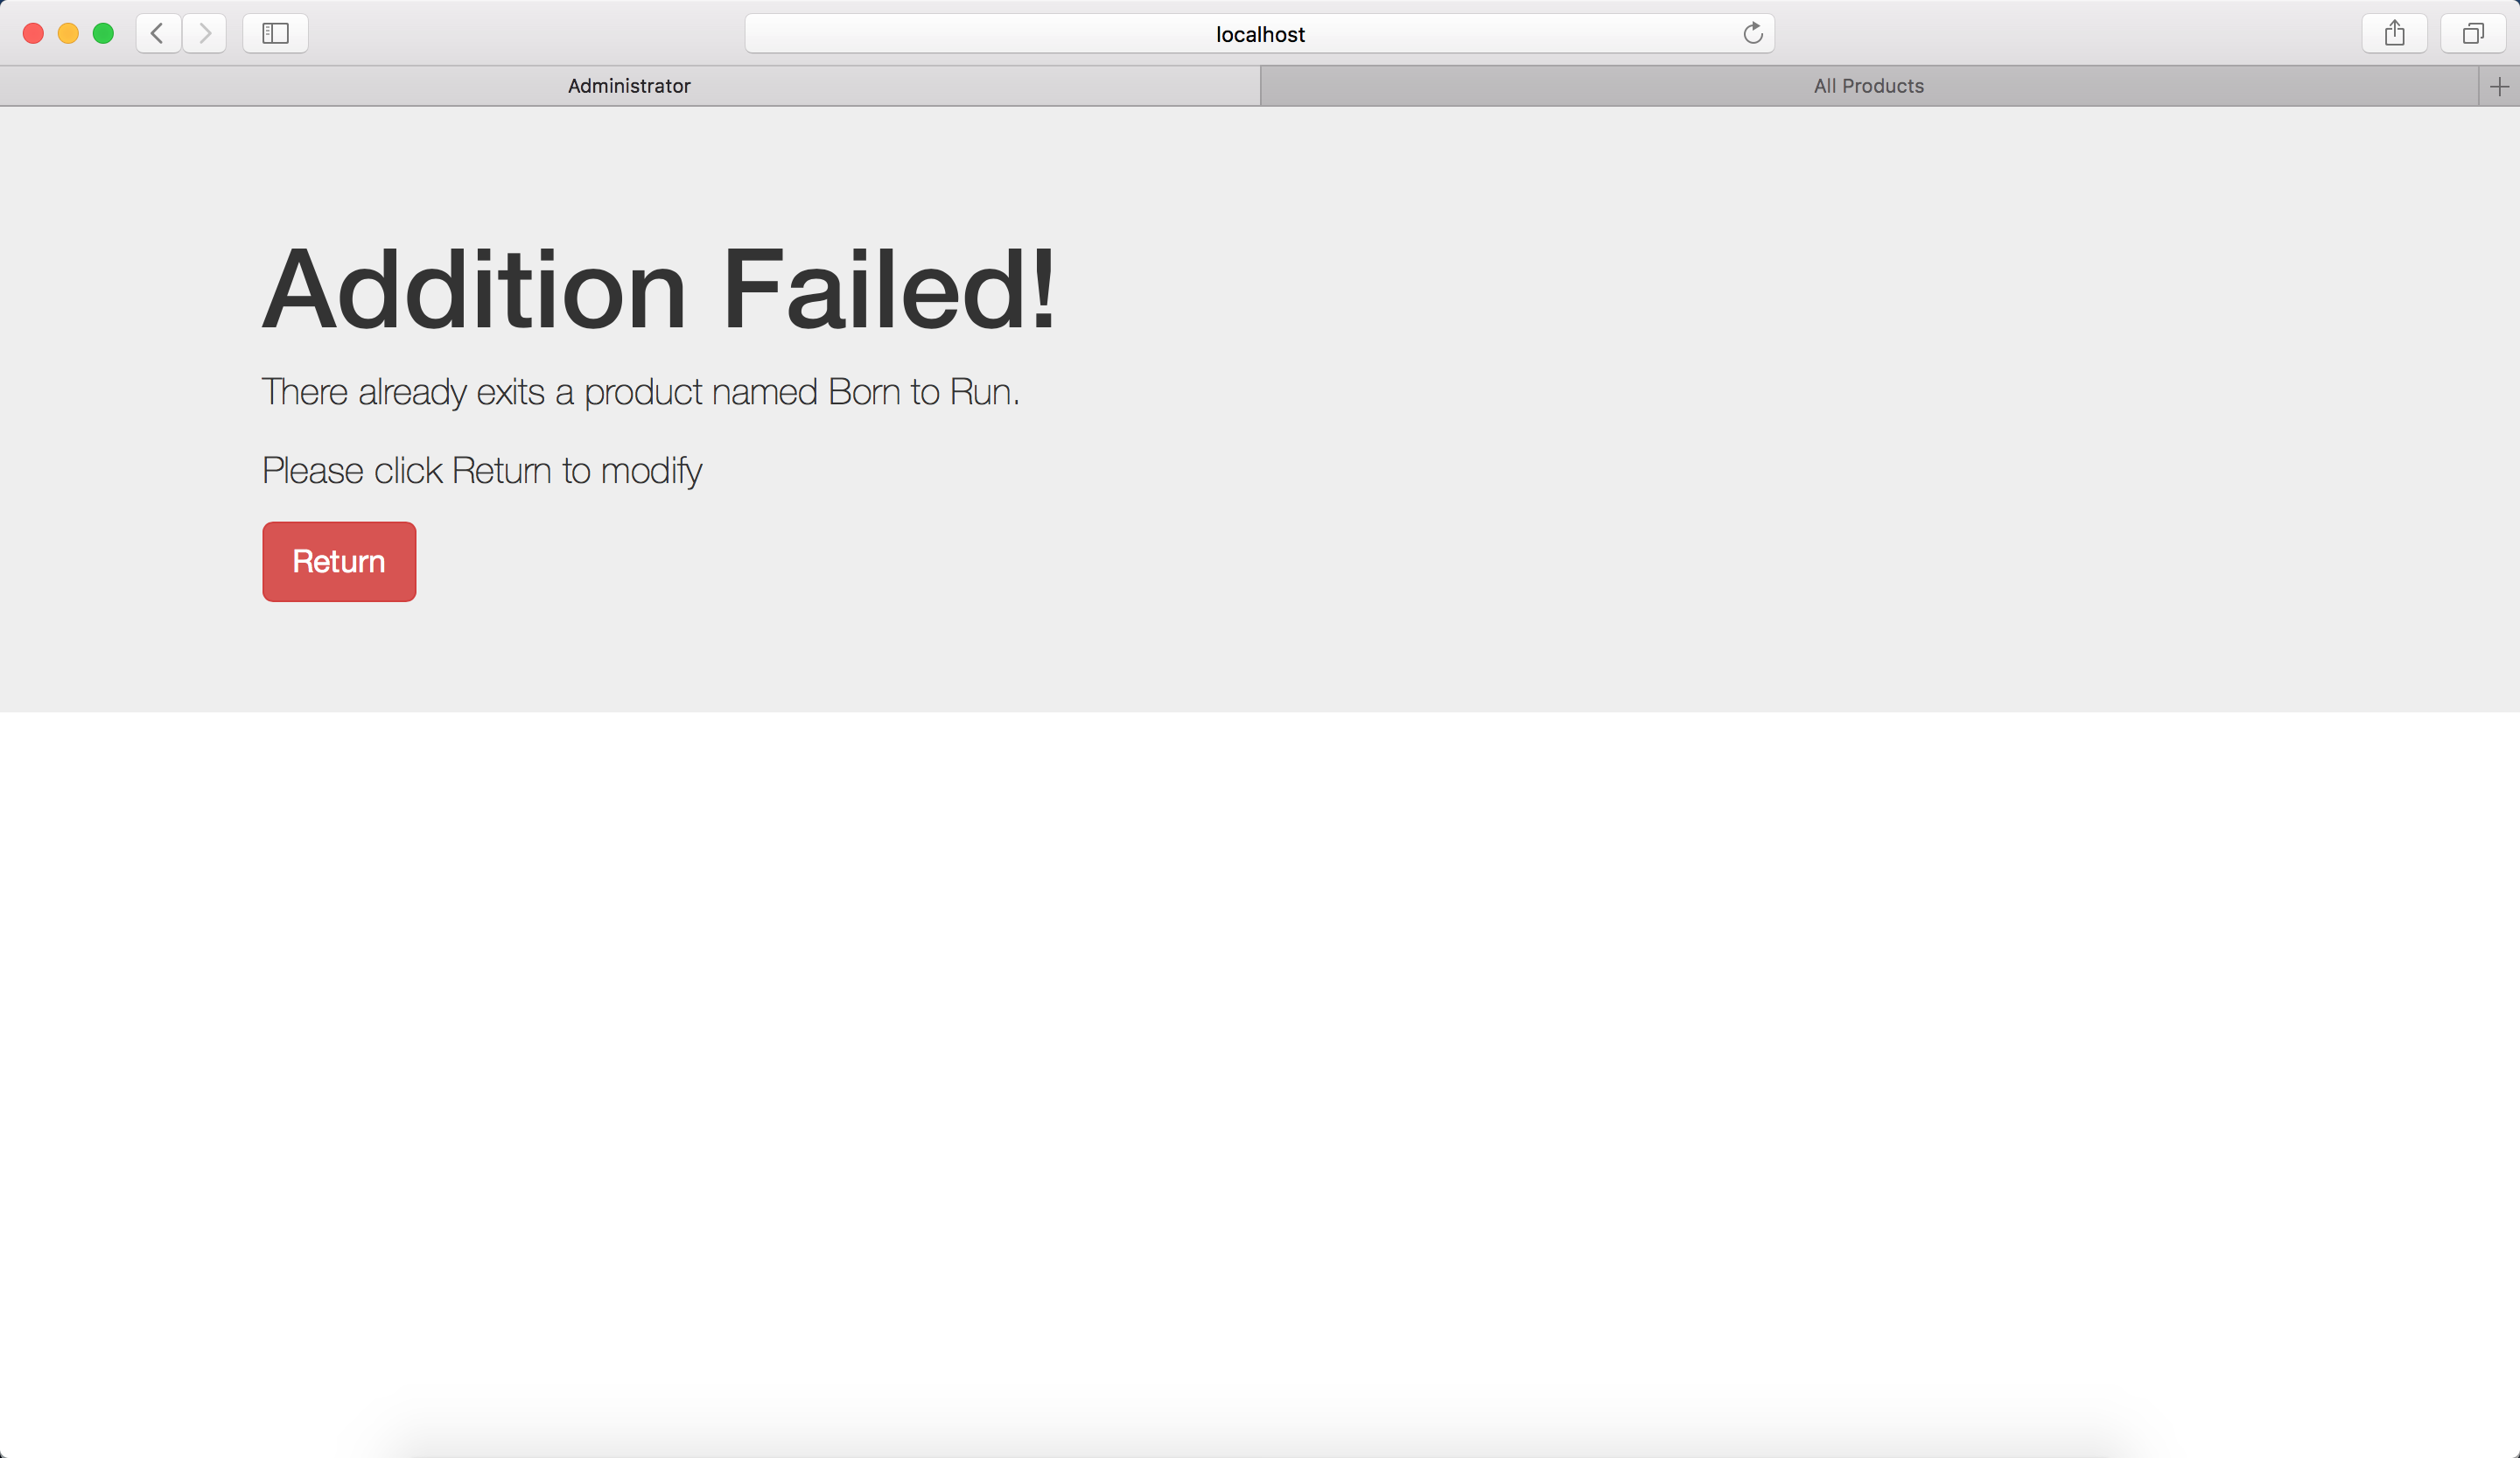 localhost
Administrator
All Products
Addition Failed!
There already exits a product named Born to Run.
Please click Return to modify
Return